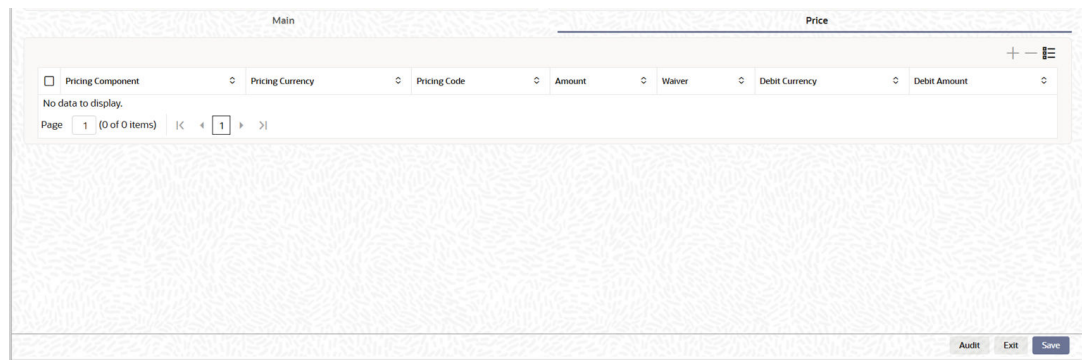 Main Price
Pricing Component Pricing Currency Pricing Code Amount Waiver Debit Currency Debit Amount
No data to display.
Page 1 (0 of 0 items) 1
Audit Exit Save